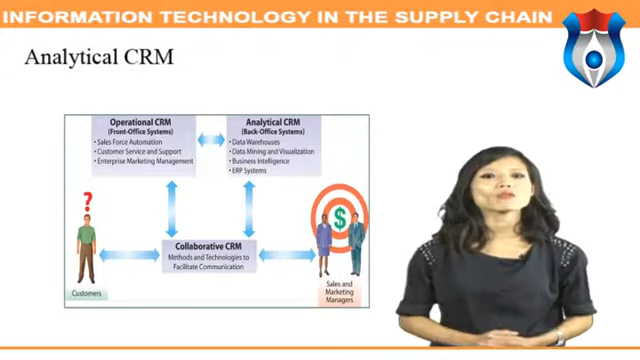 INFORMATION TECHNOLOGY IN THE SUPPLY CHAIN
Analytical CRM
Operational CRM
(Front-Office Systems)
• Sales Force Automation
• Customer Service and Support
• Enterprise Marketing Management
Analytical CRM
(Back-Office Systems)
• Data Warehouses
• Data Mining and Visualization
• Business Intelligence
• ERP Systems
?
$
Collaborative CRM
Methods and Technologies to
Facilitate Communication
Customers
Sales and
Marketing
Managers